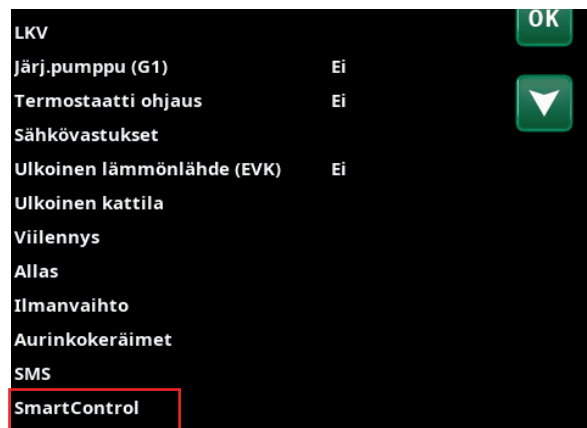 OK
LKV
Järj.pumppu (G1) Ei
Termostaatti ohjaus Ei
Sähkövastukset
Ulkoinen lämmönlähde (EVK) Ei
Ulkoinen kattila
Viilennys
Allas
Ilmanvaihto
Aurinkokeräimet
SMS
SmartControl